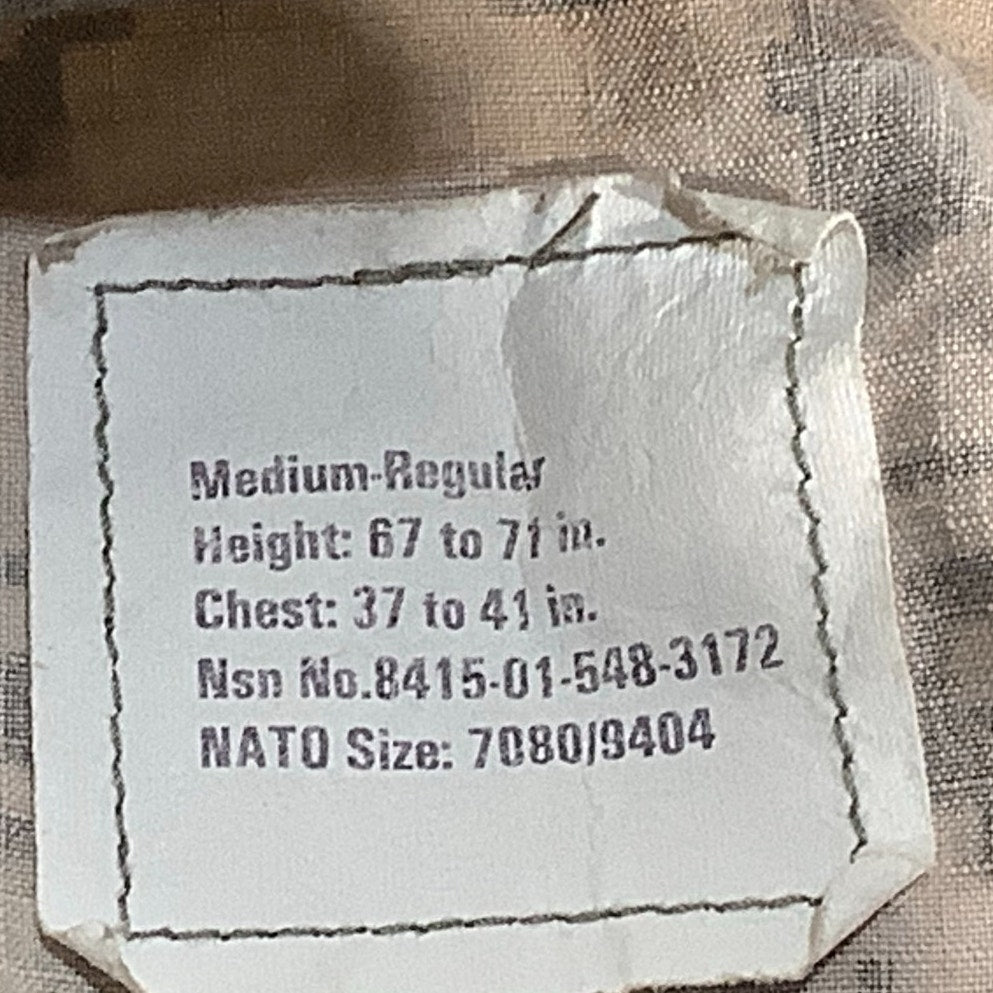 Medium-Regular
Height: 67 to 71 in.
Chest: 37 to 41 in.
Nsn No.8415-01-548-3172
NATO Size: 7080/9404